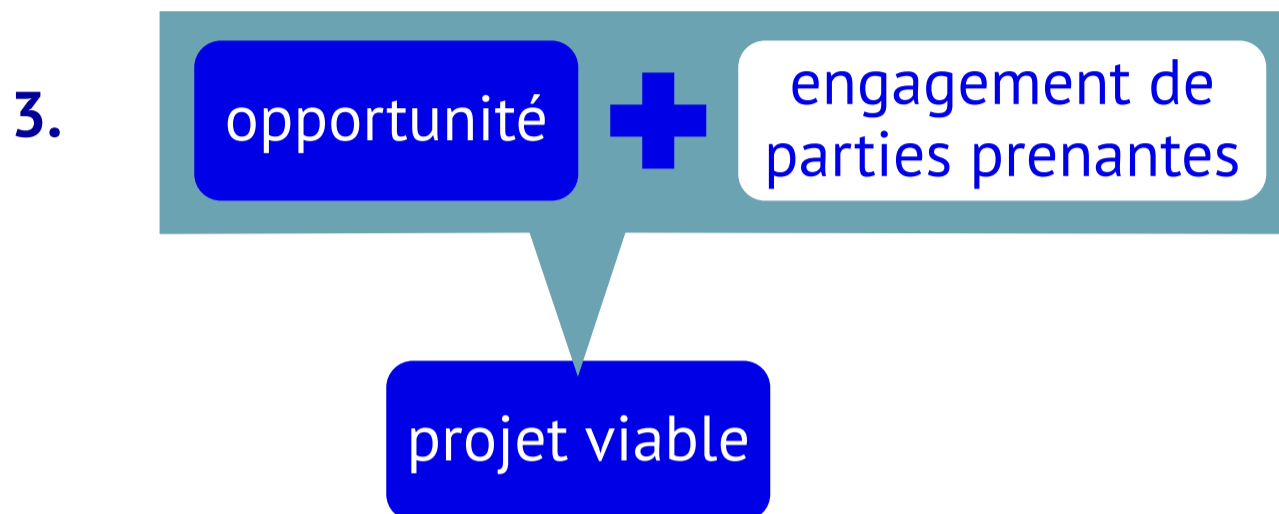 3.
opportunité
engagement de
parties prenantes
projet viable